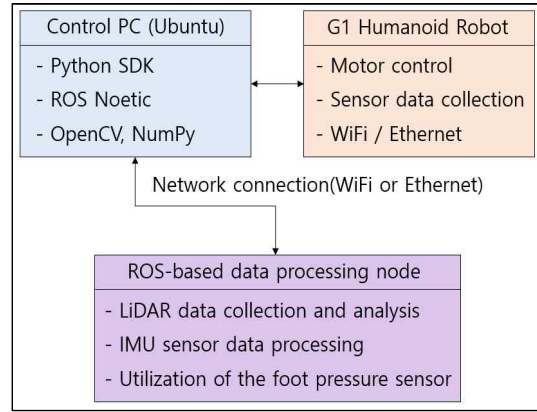 Control PC (Ubuntu)
- Python SDK
- ROS Noetic
- OpenCV, NumPy
G1 Humanoid Robot
- Motor control
- Sensor data collection
- WiFi / Ethernet
Network connection(WiFi or Ethernet)
ROS-based data processing node
- LiDAR data collection and analysis
- IMU sensor data processing
- Utilization of the foot pressure sensor